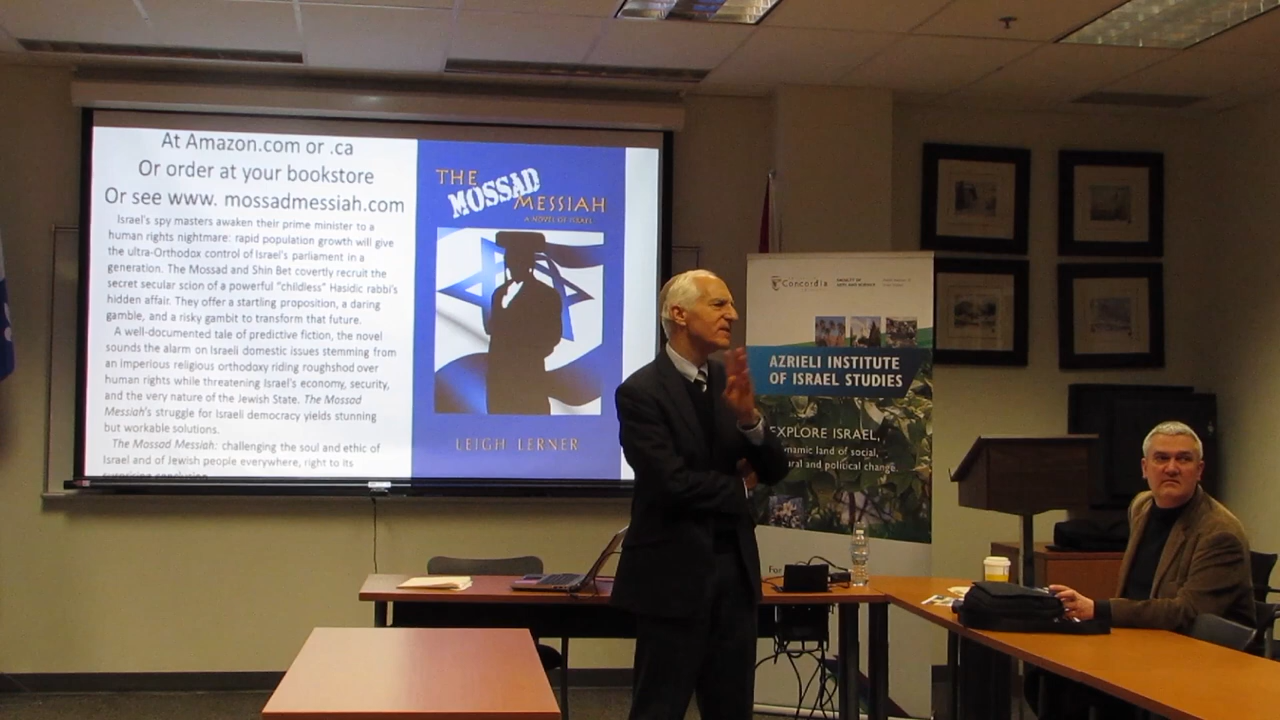 At Amazon.com or .ca
Or order at your bookstore
Or see www. mossadmessiah.com
Israel's spy masters awaken their prime minister to a
human rights nightmare: rapid population growth will give
the ultra-Orthodox control of Israel's parliament in a
generation. The Mossad and Shin Bet covertly recruit the
secret secular scion of a powerful "childless" Hasidic rabbi's
hidden affair. They offer a startling proposition, a daring
gamble, and a risky gambit to transform that future.
A well-documented tale of predictive fiction, the novel
sounds the alarm on Israeli domestic issues stemming from
an imperious religious orthodoxy riding roughshod over
human rights while threatening Israel's economy, security,
and the very nature of the Jewish State. The Mossad
Messiah's struggle for Israeli democracy yields stunning
but workable solutions.
The Mossad Messiah: challenging the soul and ethic of
Israel and of Jewish people everywhere, right to its
surprising conclusion
THE
MOSSAD
MESSIAH
A NOVEL OF ISRAEL
LEIGH LERNER
Concordia
AZRIELI INSTITUTE
OF ISRAEL STUDIES
EXPLORE ISRAEL,
land of social,
and political change.
For